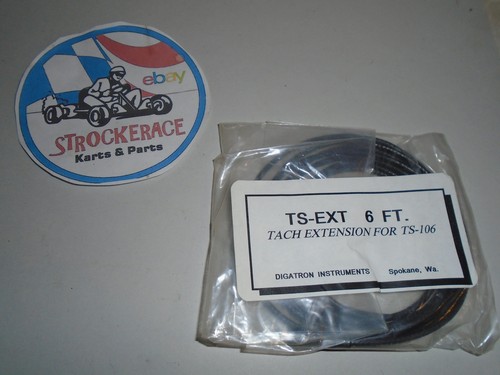 ebay
STROCKERACE
Karts & Parts
TS-EXT 6 FT.
TACH EXTENSION FOR TS-106
DIGATRON INSTRUMENTS Spokane, Wa.